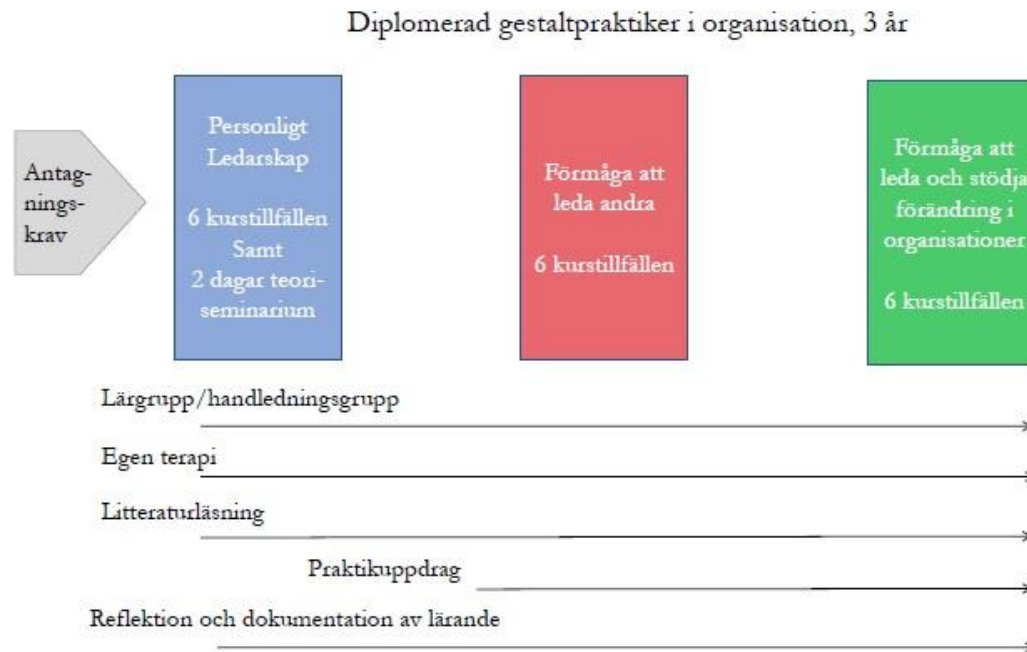 Diplomerad gestaltpraktiker i organisation, 3 år
Antag-
nings-
krav
Personligt
Ledarskap
6 kurstillfällen
Samt
2 dagar teori-
seminarium
Förmåga att
leda andra
6 kurstillfällen
Förmåga att
leda och stödja
förändring i
organisationer
6 kurstillfällen
Lärgrupp/handledningsgrupp
Egen terapi
Litteraturläsning
Praktikuppdrag
Reflektion och dokumentation av lärande